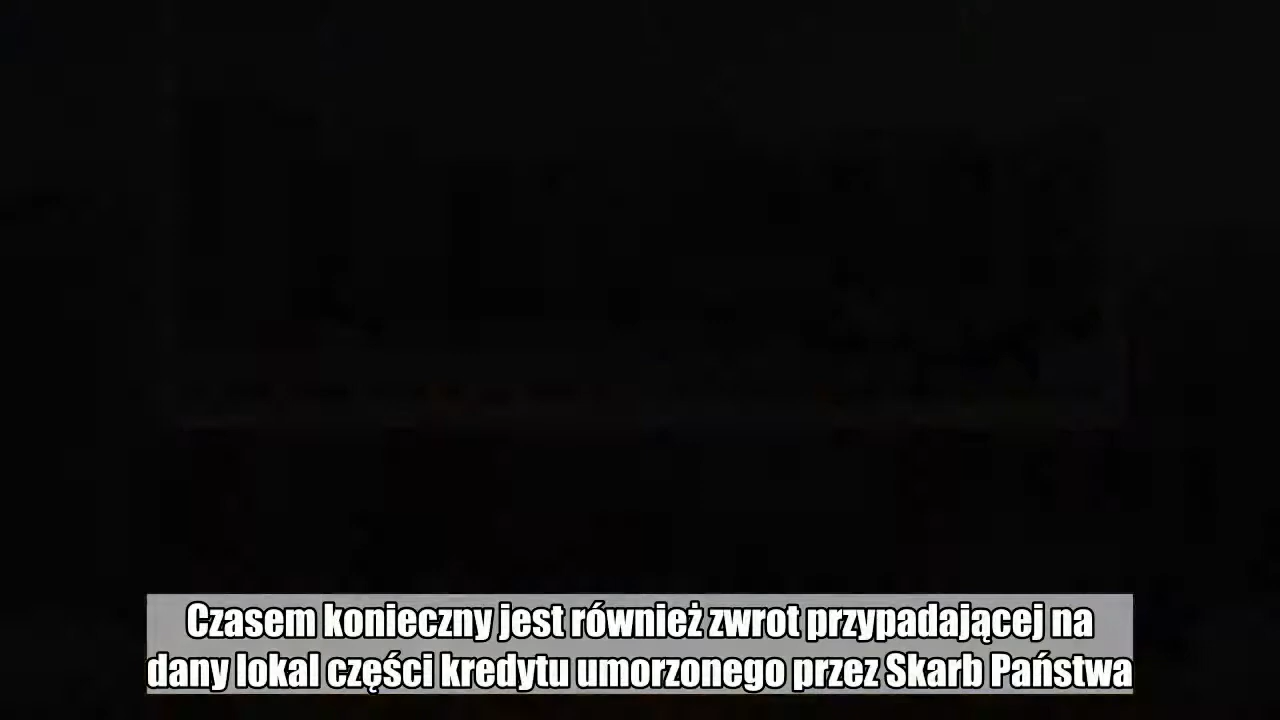 Czasem konieczny jest również zwrot przypadającej na
dany lokal części kredytu umorzonego przez Skarb Państwa